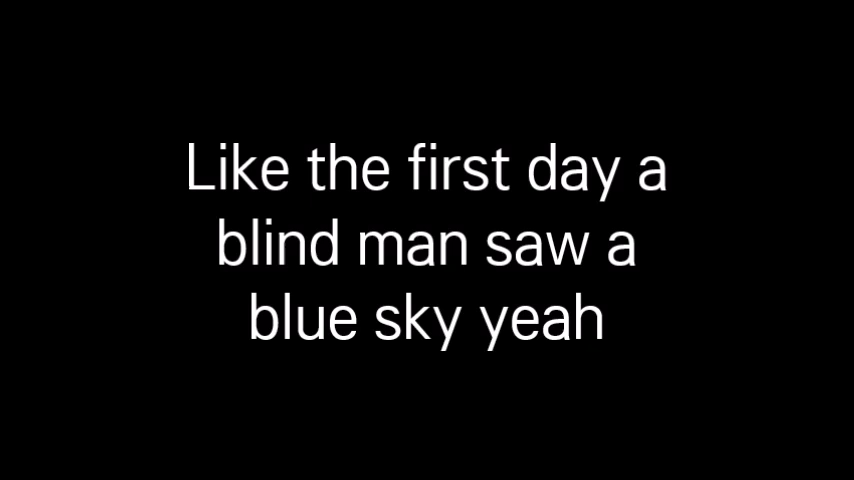 Like the first day a
blind man saw a
blue sky yeah